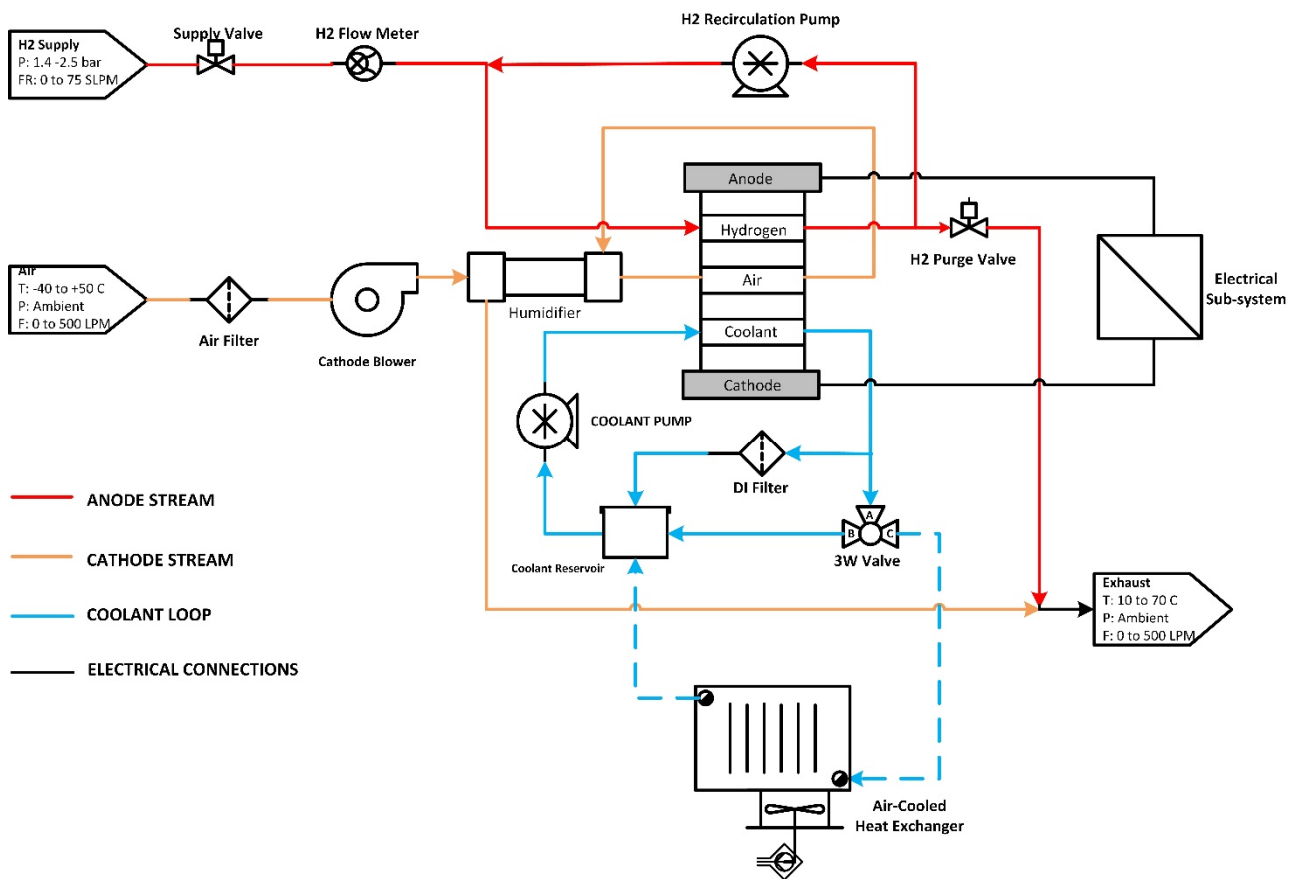 H2 Supply
P: 1.4 -2.5 bar
FR: 0 to 75 SLPM
Supply Valve
H2 Flow Meter
H2 Recirculation Pump
Anode
Hydrogen
Air
Coolant
Cathode
H2 Purge Valve
Electrical
Sub-system
Air
T: -40 to +50 C
P: Ambient
F: 0 to 500 LPM
Air Filter
Cathode Blower
Humidifier
COOLANT PUMP
DI Filter
A
B
C
3W Valve
Coolant Reservoir
ANODE STREAM
CATHODE STREAM
COOLANT LOOP
ELECTRICAL CONNECTIONS
Exhaust
T: 10 to 70 C
P: Ambient
F: 0 to 500 LPM
Air-Cooled
Heat Exchanger